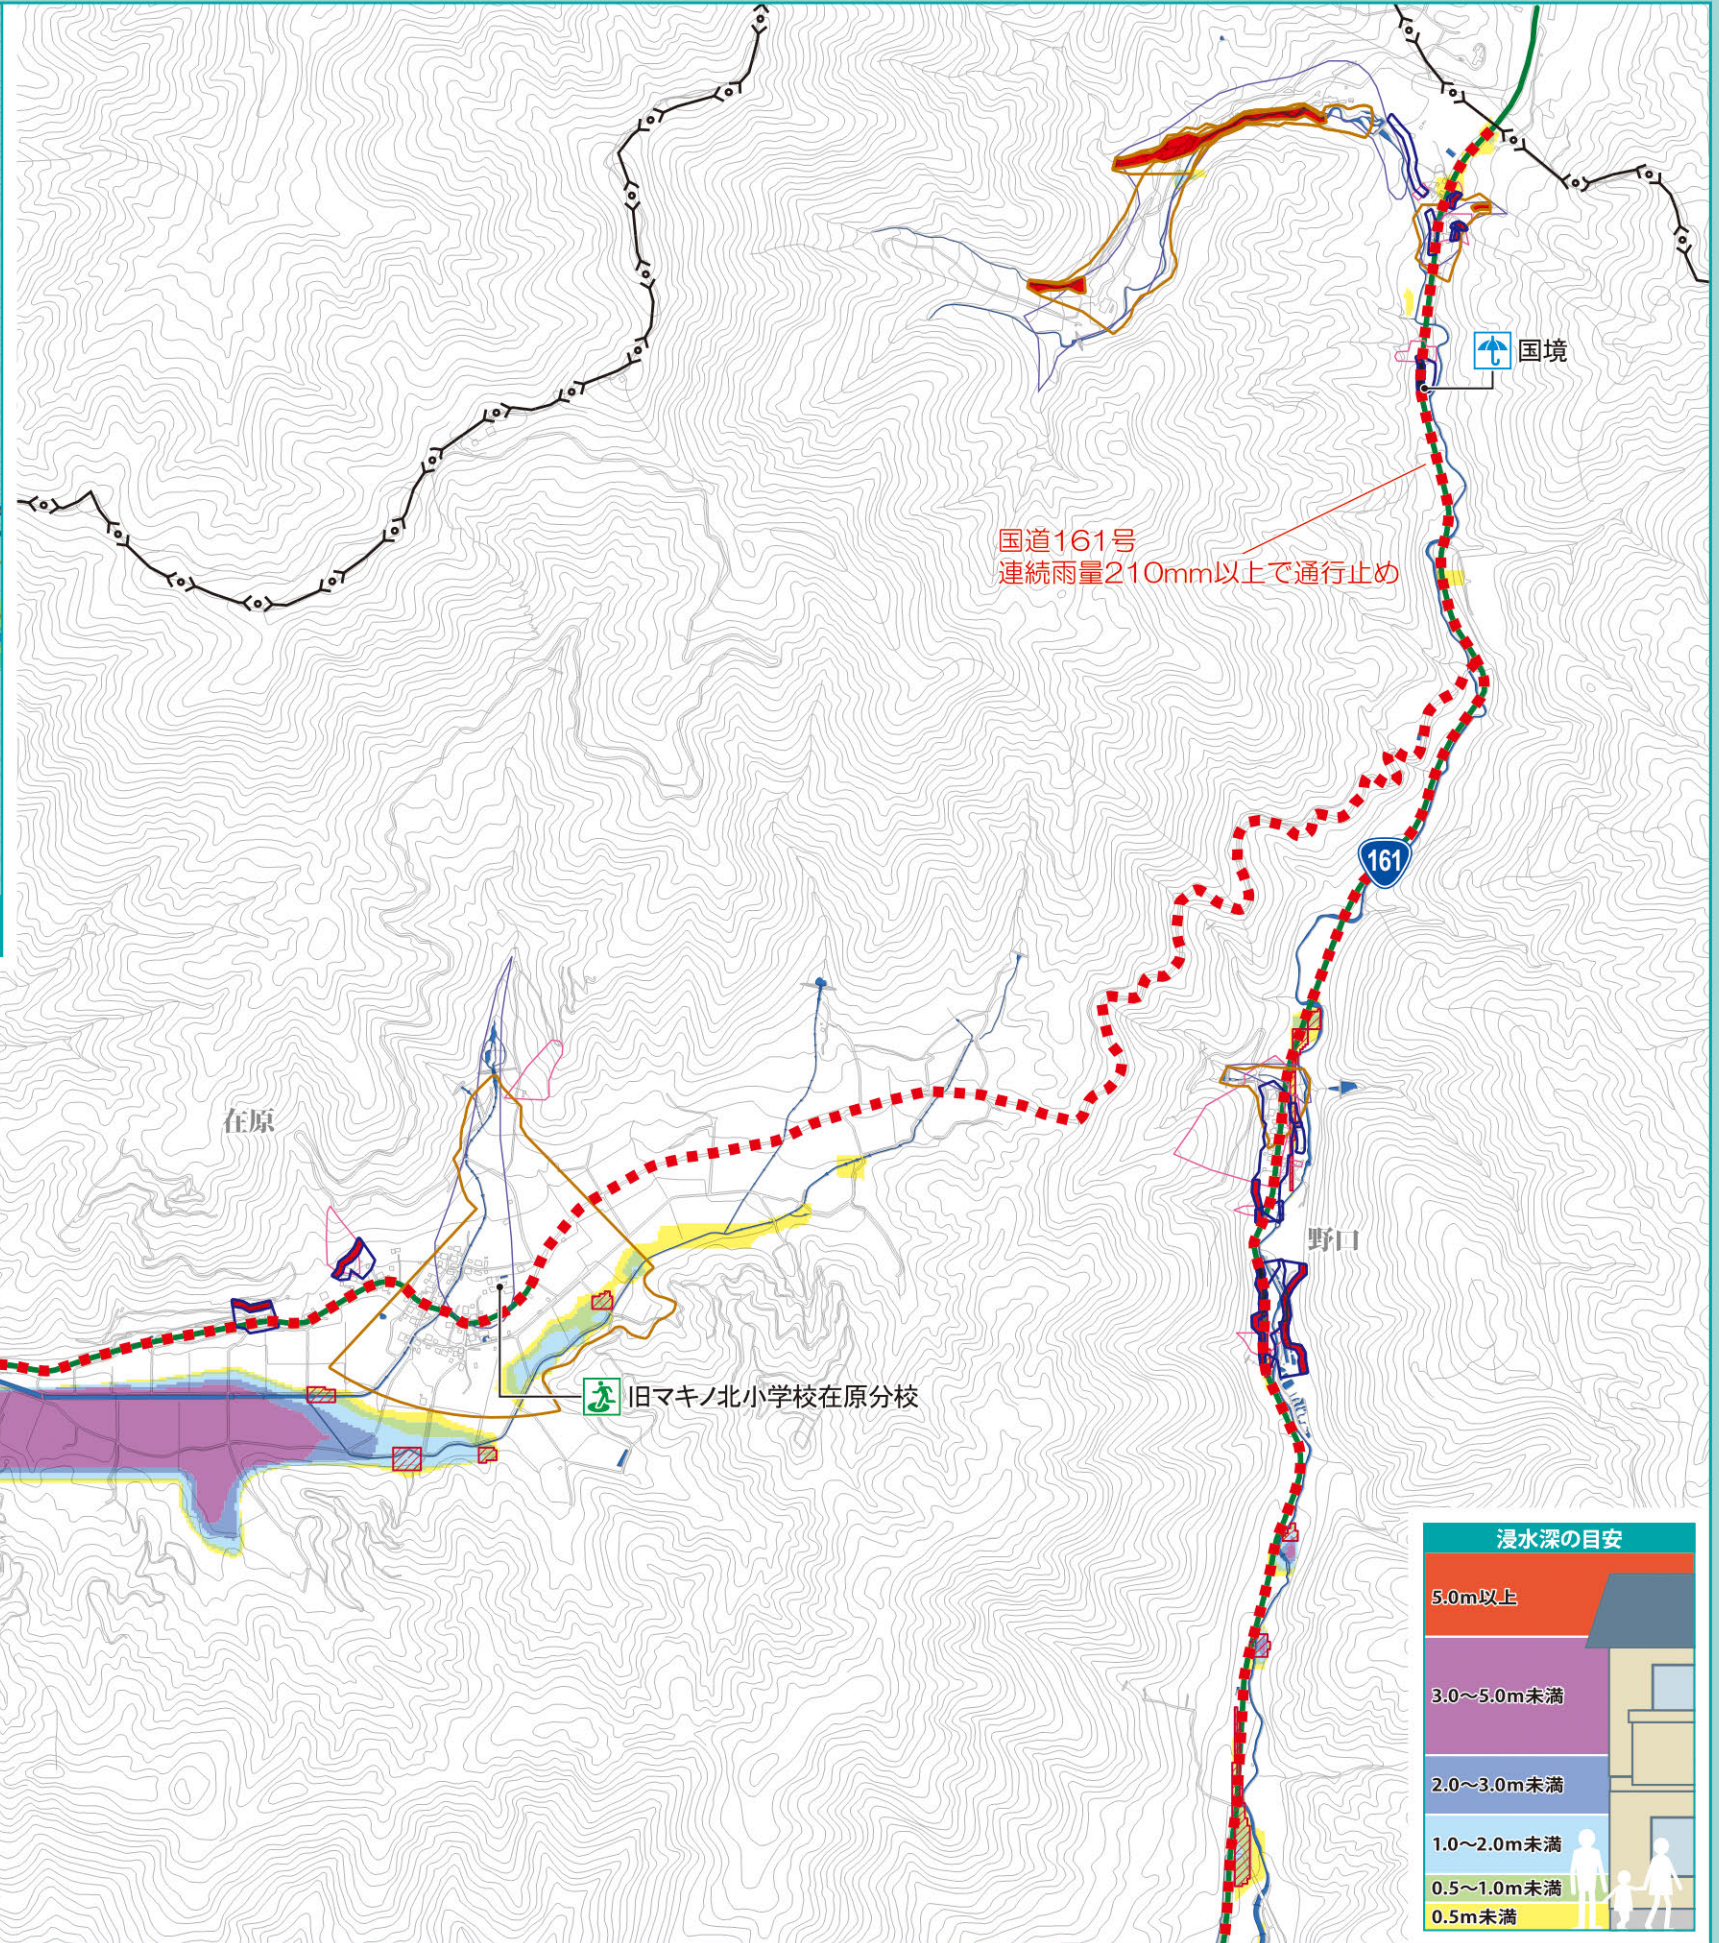 国境
国道161号
連続雨量210mm以上で通行止め
161
在原
野口
旧マキノ北小学校在原分校
浸水深の目安
5.0m以上
3.0〜5.0m未満
2.0〜3.0m未満
1.0〜2.0m未満
0.5〜1.0m未満
0.5m未満